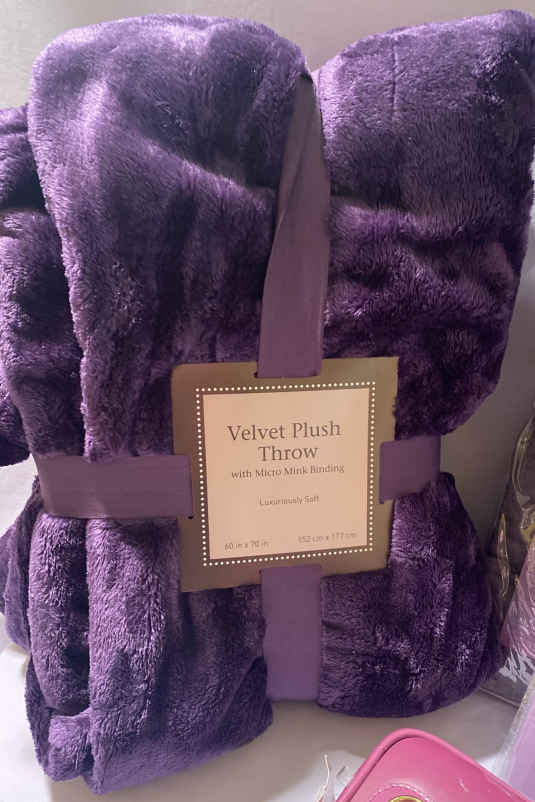 Velvet Plush
Throw
with Micro Mink Binding
Luxuriously Soft
60 in x 70 in 152 cm x 177 cm